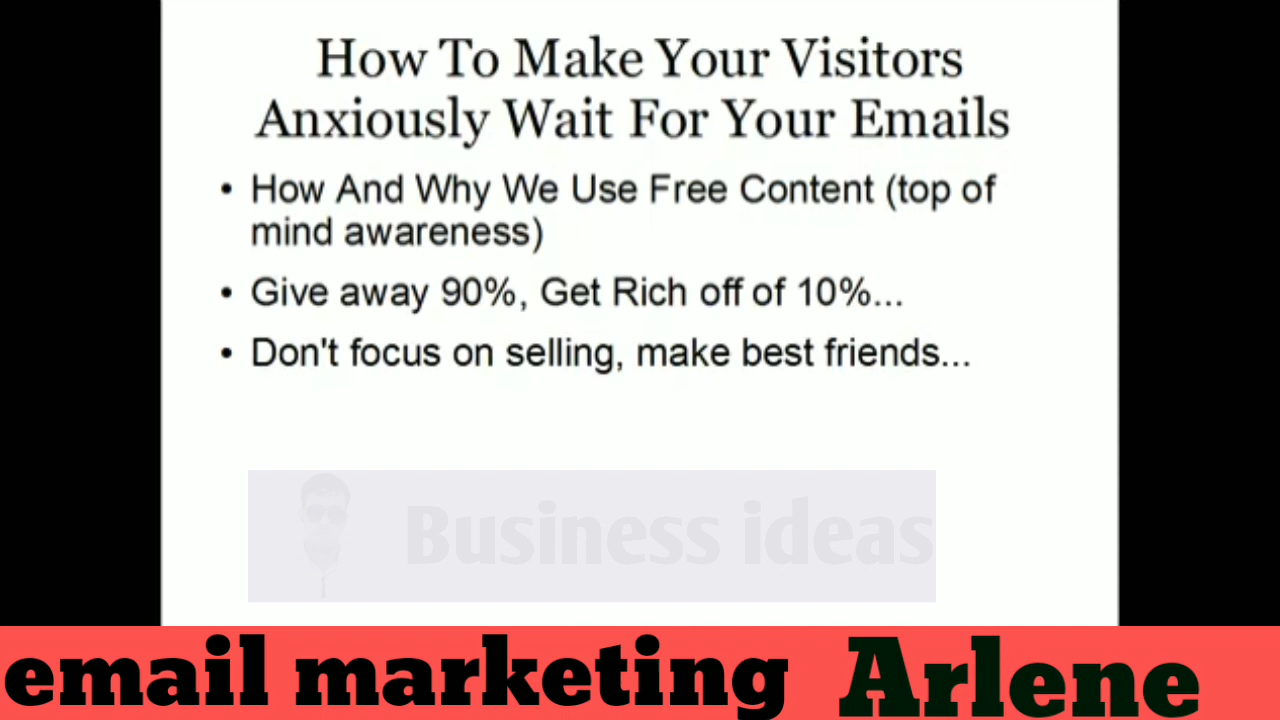 How To Make Your Visitors
Anxiously Wait For Your Emails
• How And Why We Use Free Content (top of
mind awareness)
• Give away 90%, Get Rich off of 10%...
• Don't focus on selling, make best friends...
Business ideas
email marketing Arlene